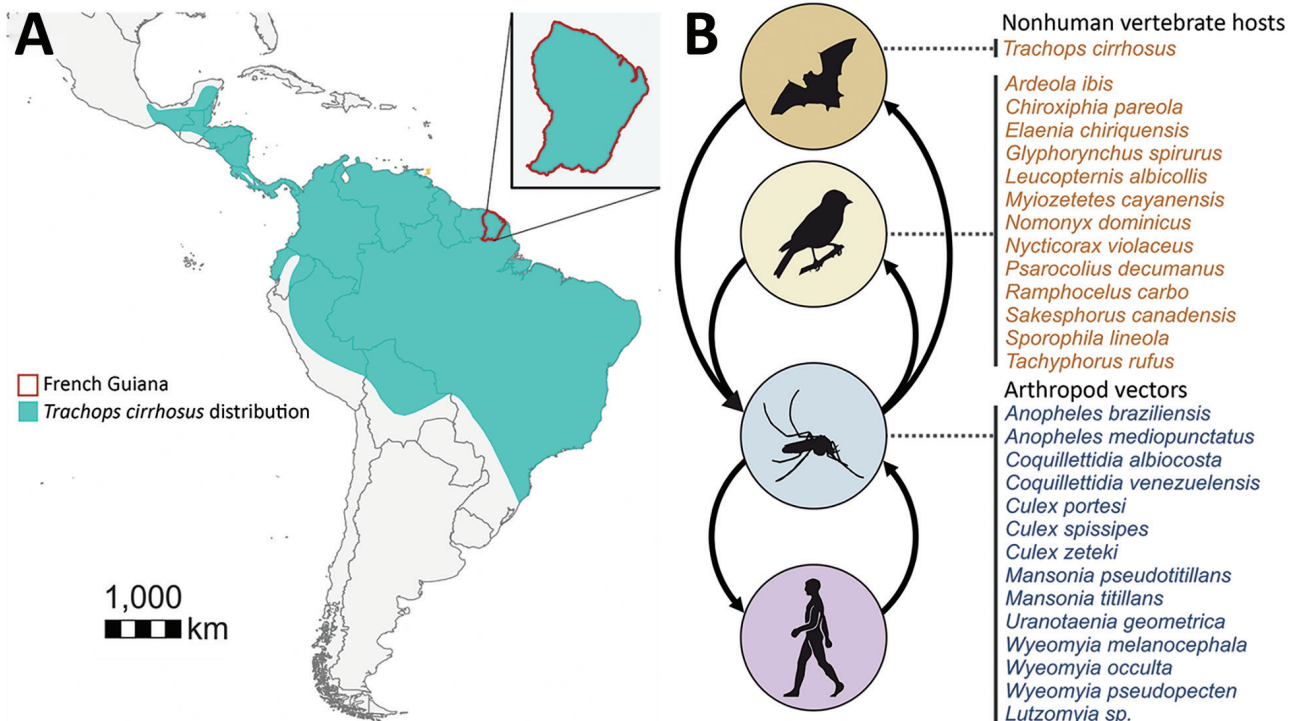 A
French Guiana
Trachops cirrhosus distribution
1,000
km
B
Nonhuman vertebrate hosts
Trachops cirrhosus
Ardeola ibis
Chiroxiphia pareola
Elaenia chiriquensis
Glyphorynchus spirurus
Leucopternis albicollis
Myiozetetes cayanensis
Nomonyx dominicus
Nycticorax violaceus
Psarocolius decumanus
Ramphocelus carbo
Sakesphorus canadensis
Sporophila lineola
Tachyphorus rufus
Arthropod vectors
Anopheles braziliensis
Anopheles mediopunctatus
Coquillettidia albiocosta
Coquillettidia venezuelensis
Culex portesi
Culex spissipes
Culex zeteki
Mansonia pseudotitillans
Mansonia titillans
Uranotaenia geometrica
Wyeomyia melanocephala
Wyeomyia occulta
Wyeomyia pseudopecten
Lutzomyia sp.